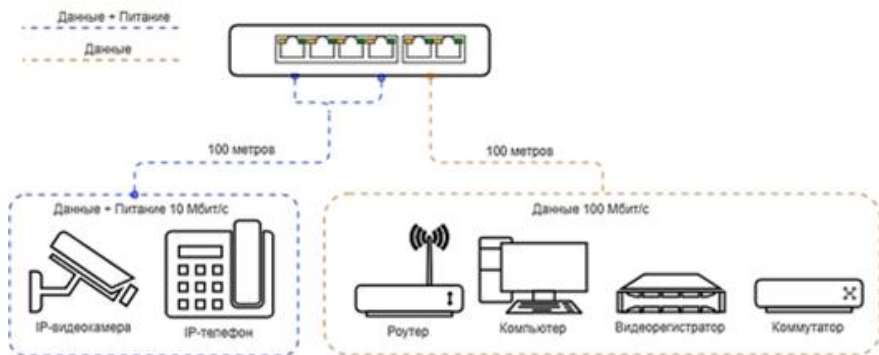 Данные + Питание
Данные
100 метров
100 метров
Данные + Питание 10 Мбит/с
Данные 100 Мбит/с
IP-видеокамера
IP-телефон
Роутер
Компьютер
Видеорегистратор
Коммутатор